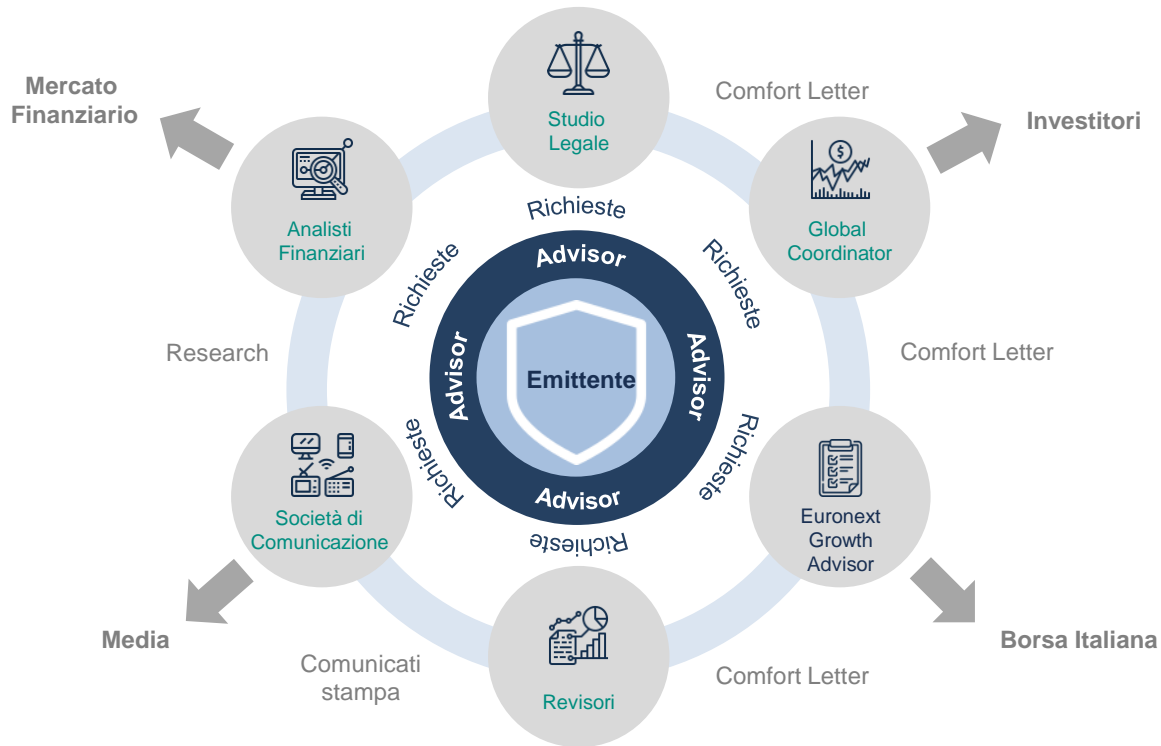 Mercato
Finanziario
Studio
Legale
Comfort Letter
Investitori
Analisti
Finanziari
Global
Coordinator
$
Richieste
Richieste
Richieste
Advisor
Advisor
Advisor
Emittente
Research
Comfort Letter
Richieste
Richieste
Advisor
Richieste
Società di
Comunicazione
Euronext
Growth
Advisor
Media
Borsa Italiana
Comunicati
stampa
Revisori
Comfort Letter